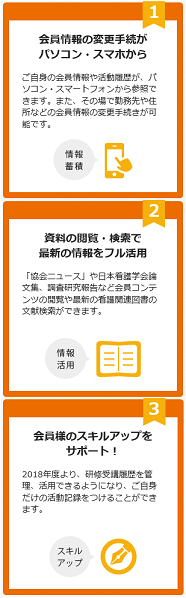 1
会員情報の変更手続が
パソコン・スマホから
ご自身の会員情報や活動履歴が、パ
ソコン・スマートフォンから参照で
きます。また、その場で勤務先や住
所などの会員情報の変更手続きが可
能です。
情報
蓄積
2
資料の閲覧・検索で
最新の情報をフル活用
「協会ニュース」や日本看護学会論
文集、調査研究報告など会員コンテ
ンツの閲覧や最新の看護関連図書の
文献検索ができます。
情報
活用
3
会員様のスキルアップを
サポート！
2018年度より、研修受講履歴を管
理、活用できるようになり、ご自身
だけの活動記録をつけることができ
ます。
スキル
アップ